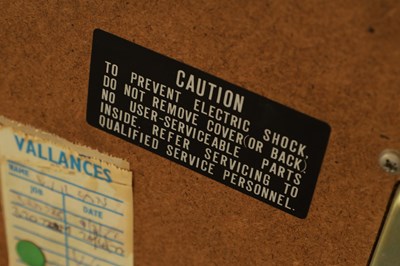 CAUTION
TO PREVENT ELECTRIC SHOCK,
DO NOT REMOVE COVER (OR BACK)
NO USER-SERVICEABLE PARTS
INSIDE. REFER SERVICING TO
QUALIFIED SERVICE PERSONNEL.
VALLANCES
NAME
JOB
DATE